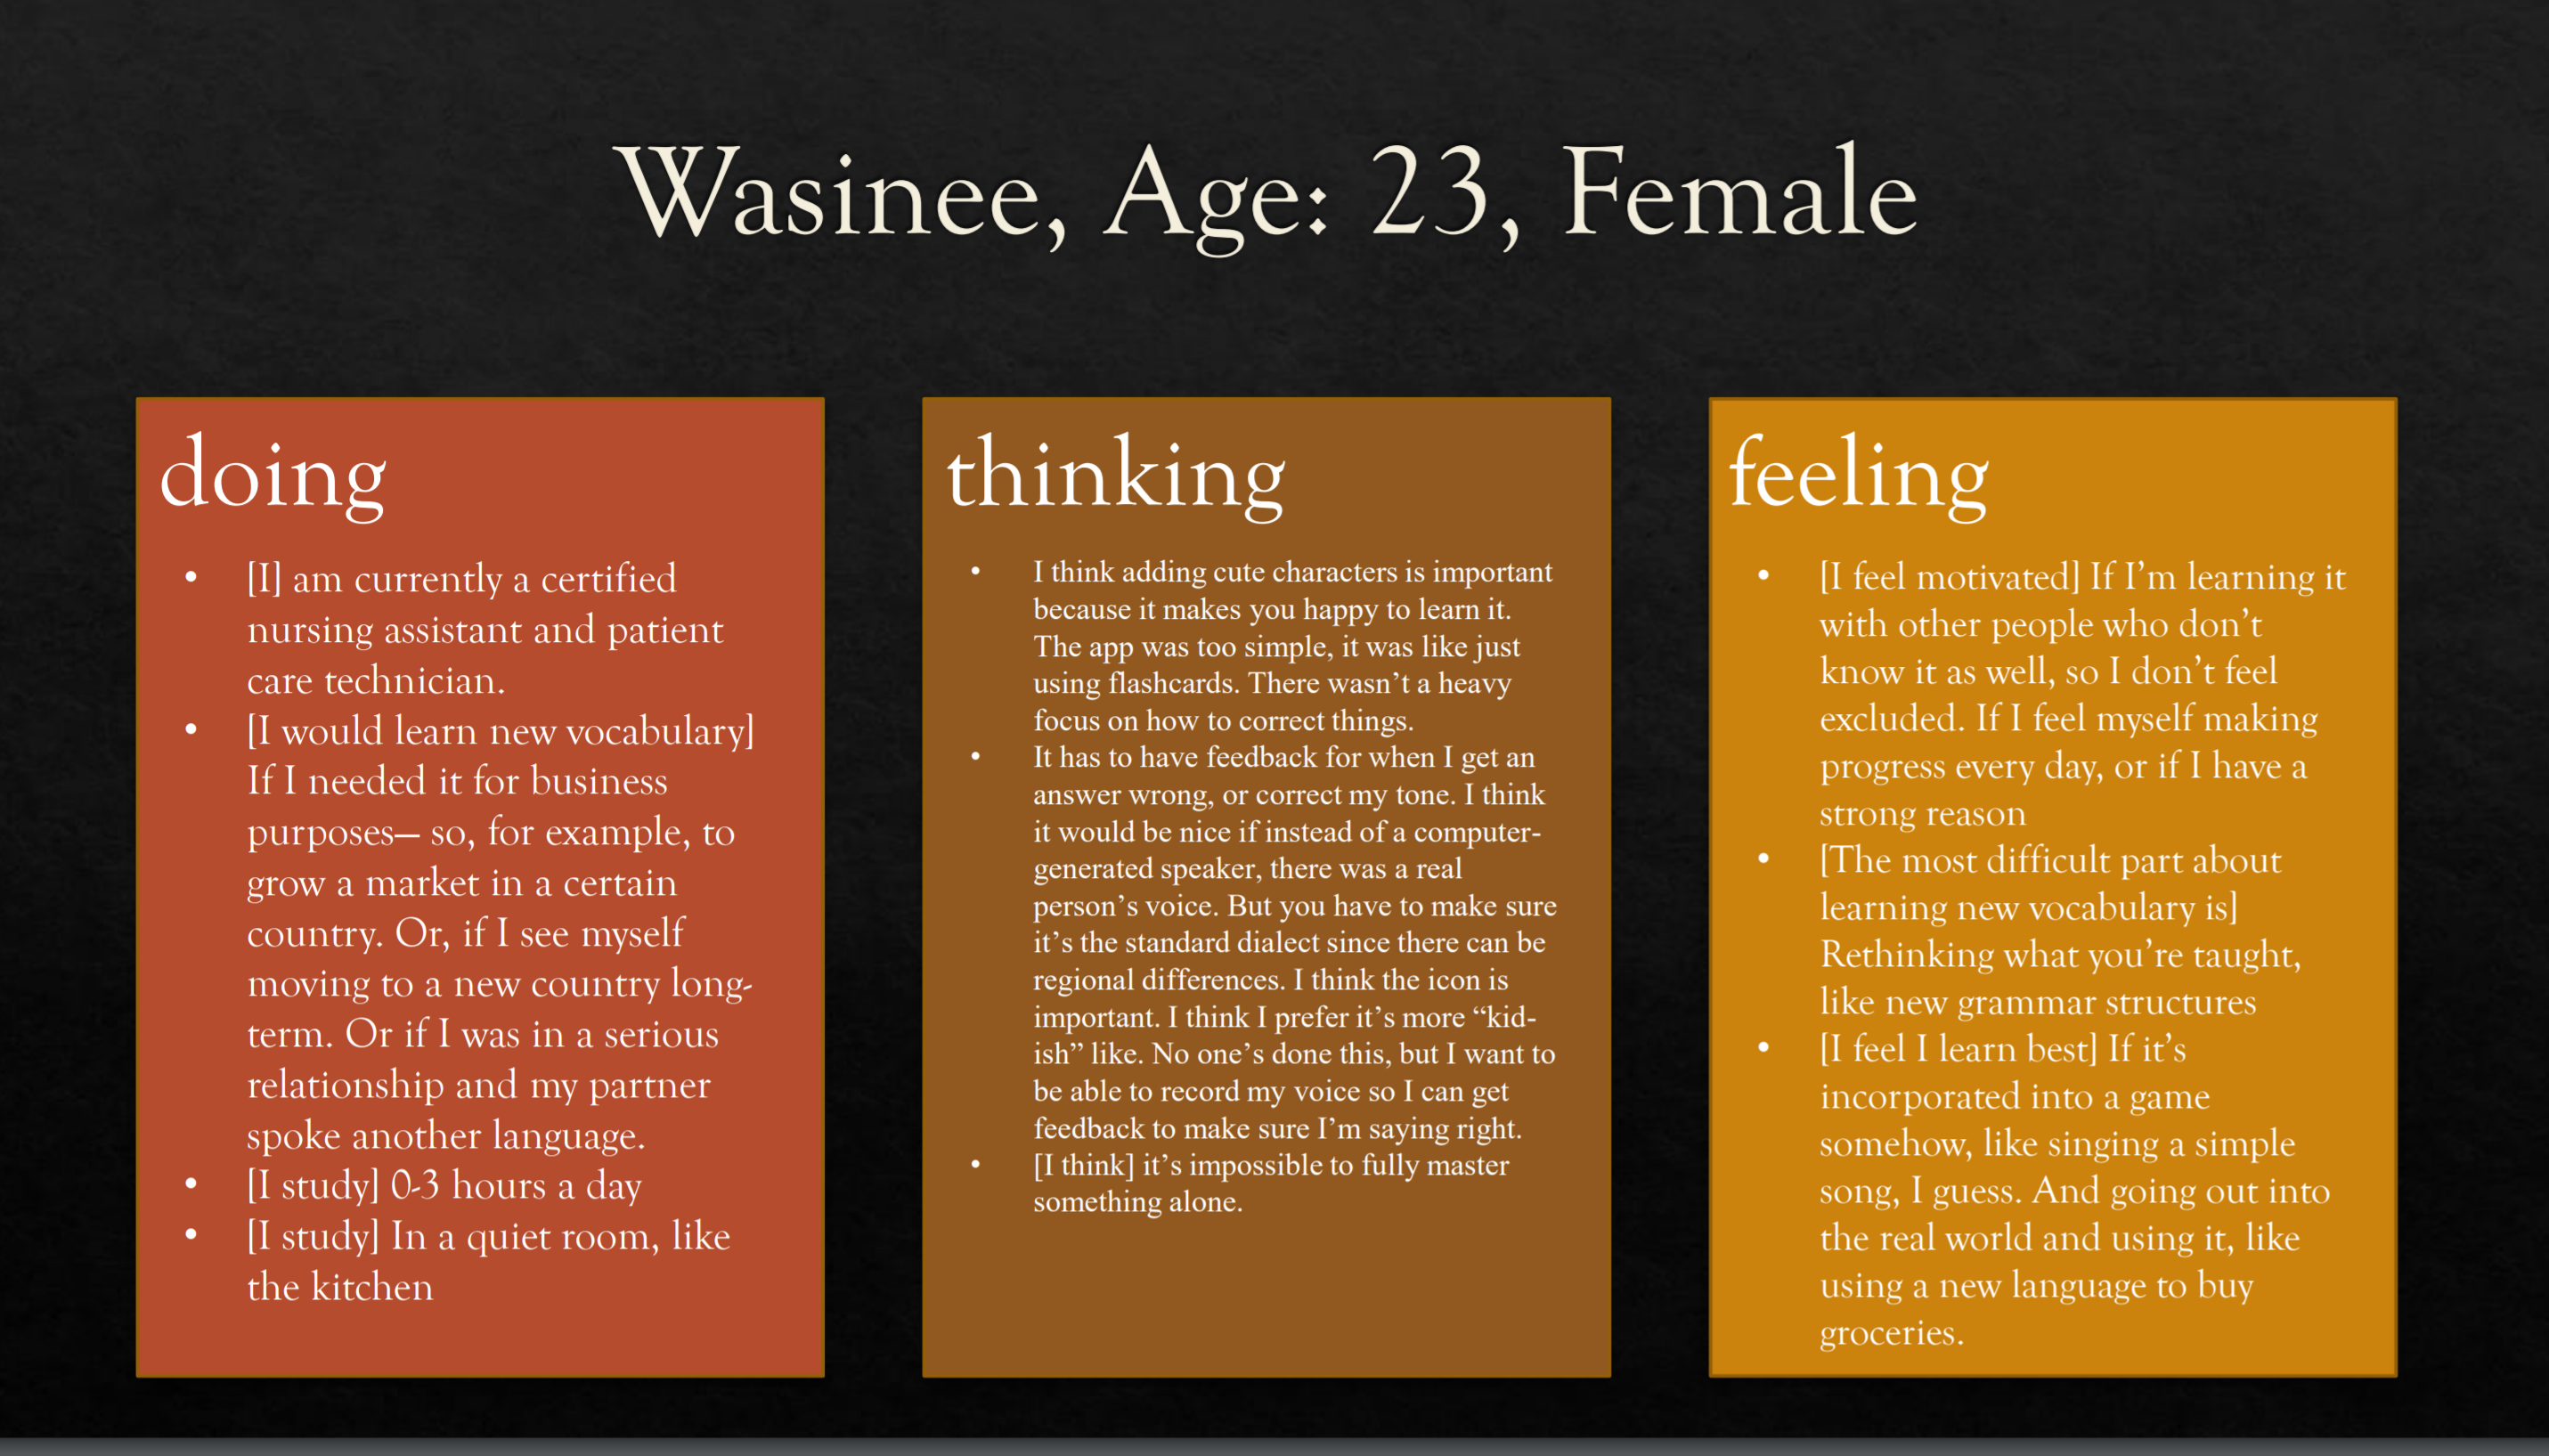 Wasinee, Age: 23, Female
doing
• [I] am currently a certified
nursing assistant and patient
care technician.
• [I would learn new vocabulary]
If I needed it for business
purposes— so, for example, to
grow a market in a certain
country. Or, if I see myself
moving to a new country long-
term. Or if I was in a serious
relationship and my partner
spoke another language.
• [I study] 0-3 hours a day
• [I study] In a quiet room, like
the kitchen
thinking
• I think adding cute characters is important
because it makes you happy to learn it.
The app was too simple, it was like just
using flashcards. There wasn’t a heavy
focus on how to correct things.
• It has to have feedback for when I get an
answer wrong, or correct my tone. I think
it would be nice if instead of a computer-
generated speaker, there was a real
person’s voice. But you have to make sure
it’s the standard dialect since there can be
regional differences. I think the icon is
important. I think I prefer it’s more “kid-
ish” like. No one’s done this, but I want to
be able to record my voice so I can get
feedback to make sure I’m saying right.
• [I think] it’s impossible to fully master
something alone.
feeling
• [I feel motivated] If I’m learning it
with other people who don’t
know it as well, so I don’t feel
excluded. If I feel myself making
progress every day, or if I have a
strong reason
• [The most difficult part about
learning new vocabulary is]
Rethinking what you’re taught,
like new grammar structures
• [I feel I learn best] If it’s
incorporated into a game
somehow, like singing a simple
song, I guess. And going out into
the real world and using it, like
using a new language to buy
groceries.